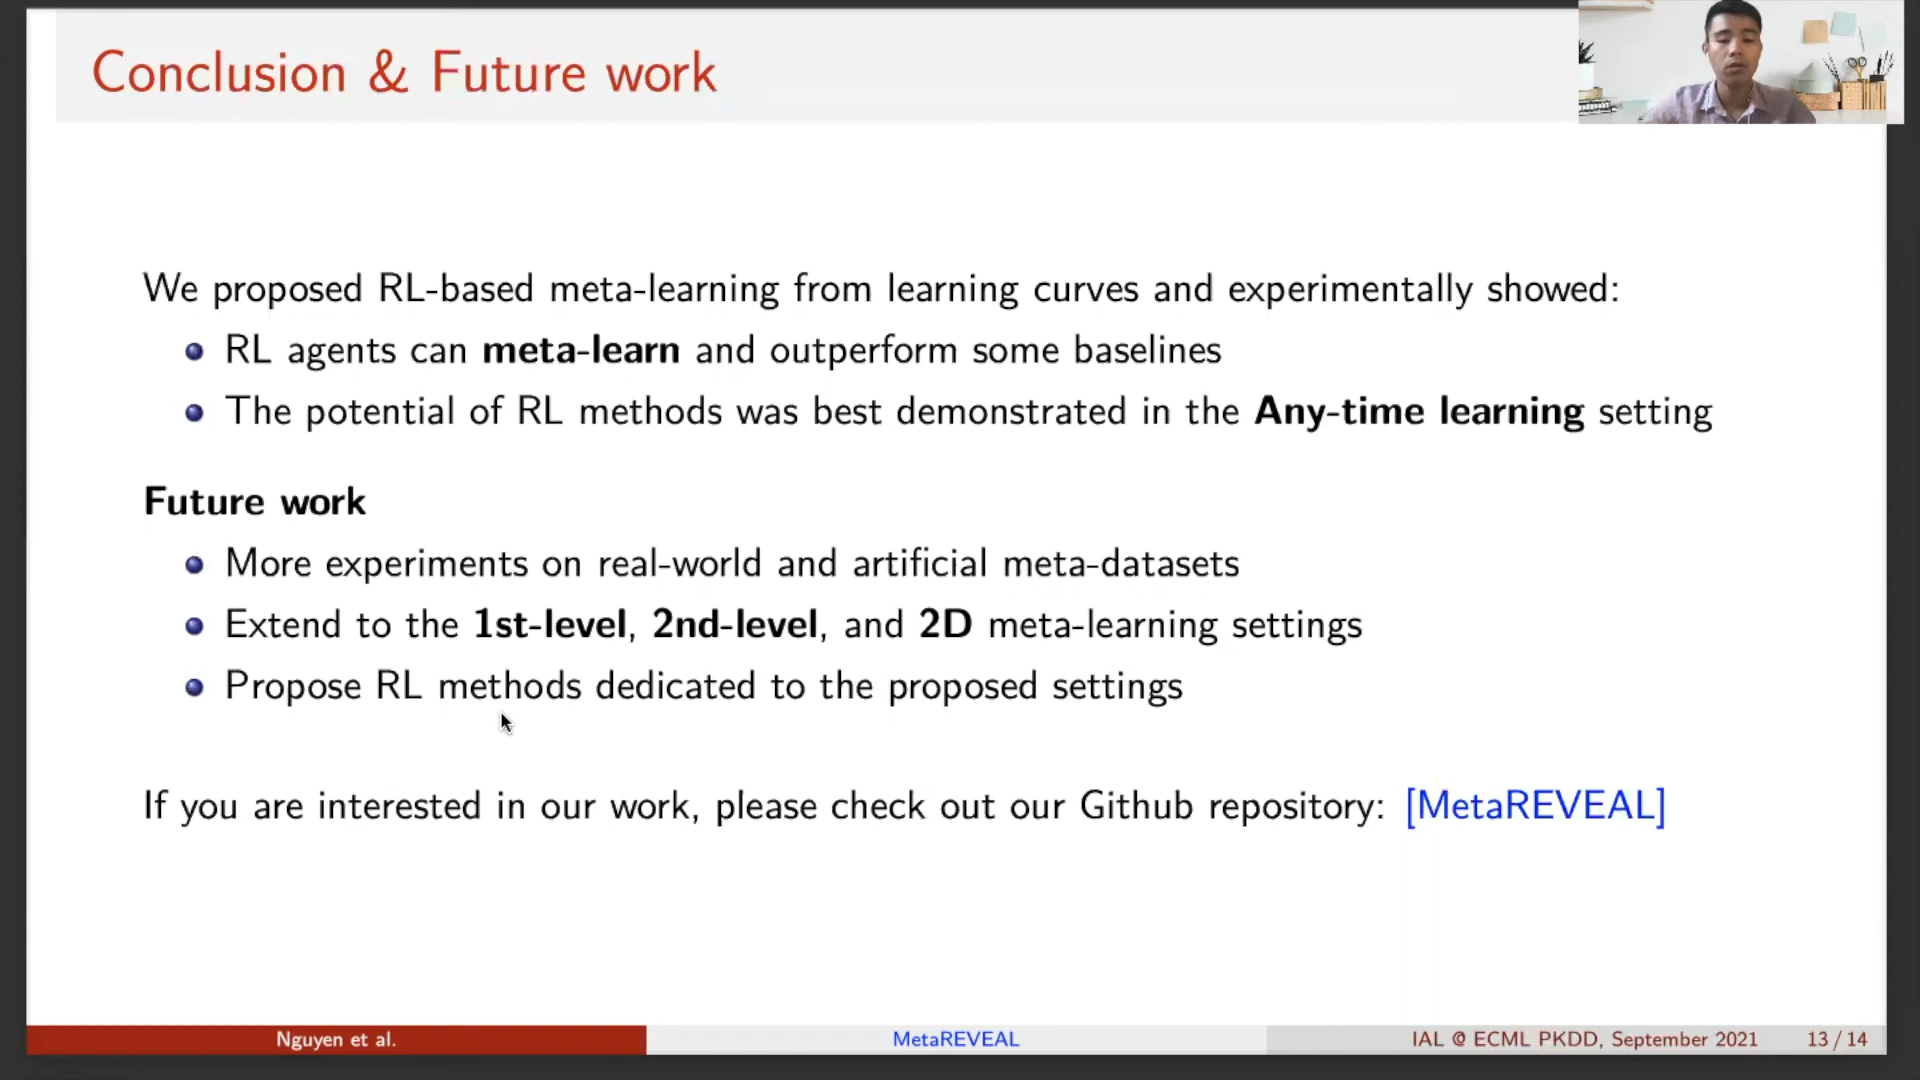 Conclusion & Future work
We proposed RL-based meta-learning from learning curves and experimentally showed:
RL agents can meta-learn and outperform some baselines
The potential of RL methods was best demonstrated in the Any-time learning setting
Future work
More experiments on real-world and artificial meta-datasets
Extend to the 1st-level, 2nd-level, and 2D meta-learning settings
Propose RL methods dedicated to the proposed settings
If you are interested in our work, please check out our Github repository: [MetaREVEAL]
Nguyen et al. MetaREVEAL IAL @ ECML PKDD, September 2021 13 / 14